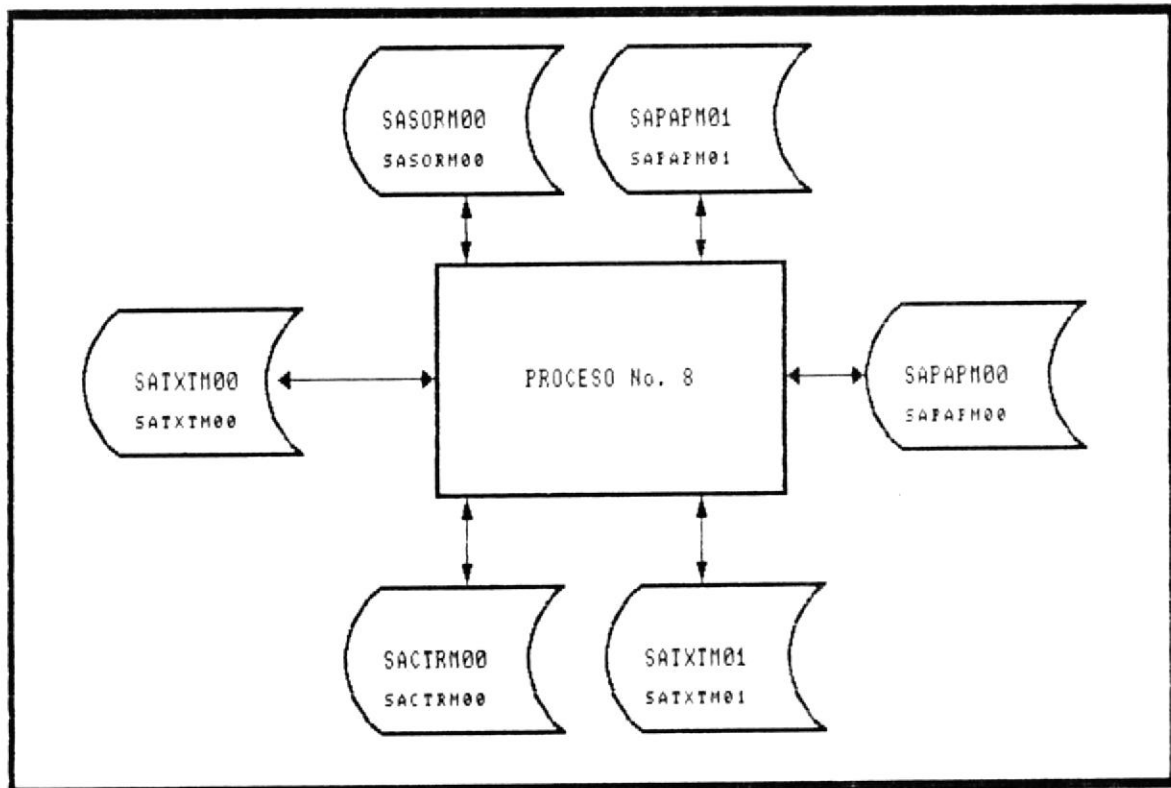 SASORM00
SASORM00
SAPAPM01
SAPAPM01
SATXTM00
SATXTM00
PROCESO No. 8
SAPAPM00
SAPAPM00
SACTRM00
SACTRM00
SATXTM01
SATXTM01